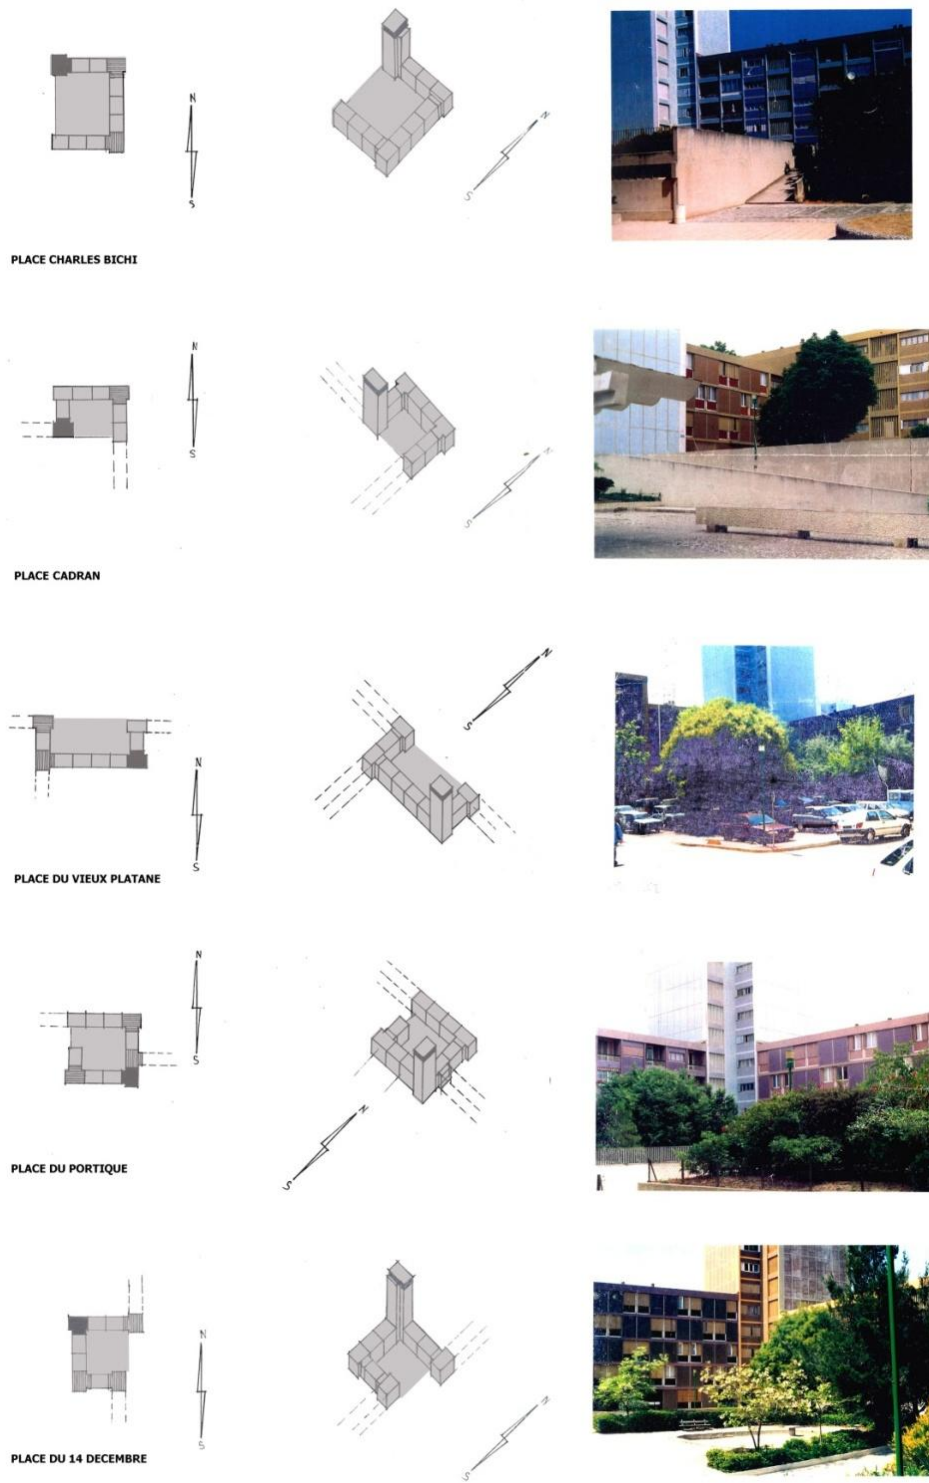 N
S
N
S
PLACE CHARLES BICHI
N
S
N
S
PLACE CADRAN
N
S
N
S
PLACE DU VIEUX PLATANE
N
S
N
S
PLACE DU PORTIQUE
N
S
N
S
PLACE DU 14 DECEMBRE